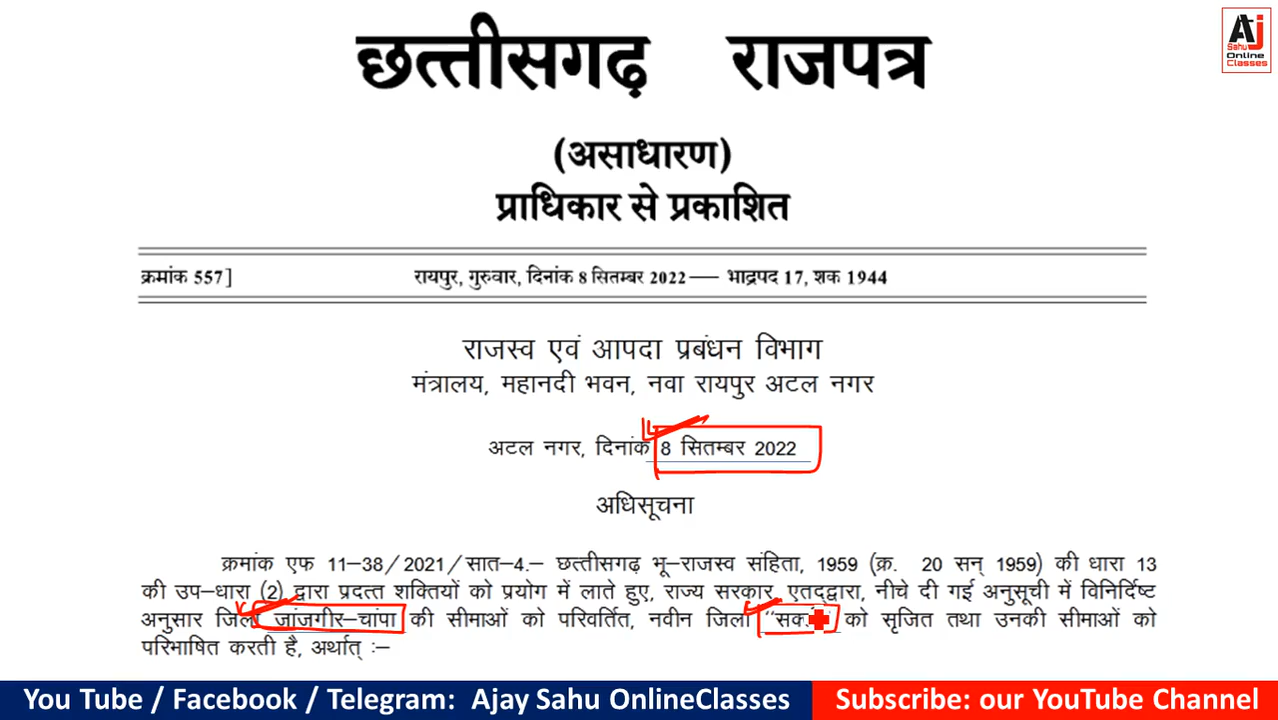 Aj
Sahu
Online
Classes
छत्तीसगढ़ राजपत्र
(असाधारण)
प्राधिकार से प्रकाशित
क्रमांक 557]
रायपुर, गुरुवार, दिनांक 8 सितम्बर 2022— भाद्रपद 17, शक 1944
राजस्व एवं आपदा प्रबंधन विभाग
मंत्रालय, महानदी भवन, नवा रायपुर अटल नगर
अटल नगर, दिनांक 8 सितम्बर 2022
अधिसूचना
क्रमांक एफ 11–38/2021/सात–4.– छत्तीसगढ़ भू–राजस्व संहिता, 1959 (क्र. 20 सन् 1959) की धारा 13
की उप–धारा (2) द्वारा प्रदत्त शक्तियों को प्रयोग में लाते हुए, राज्य सरकार, एतद्द्वारा, नीचे दी गई अनुसूची में विनिर्दिष्ट
अनुसार जिला जांजगीर–चांपा की सीमाओं को परिवर्तित, नवीन जिला को सृजित तथा उनकी सीमाओं को
परिभाषित करती है, अर्थात् :–
You Tube / Facebook / Telegram: Ajay Sahu OnlineClasses
Subscribe: our YouTube Channel